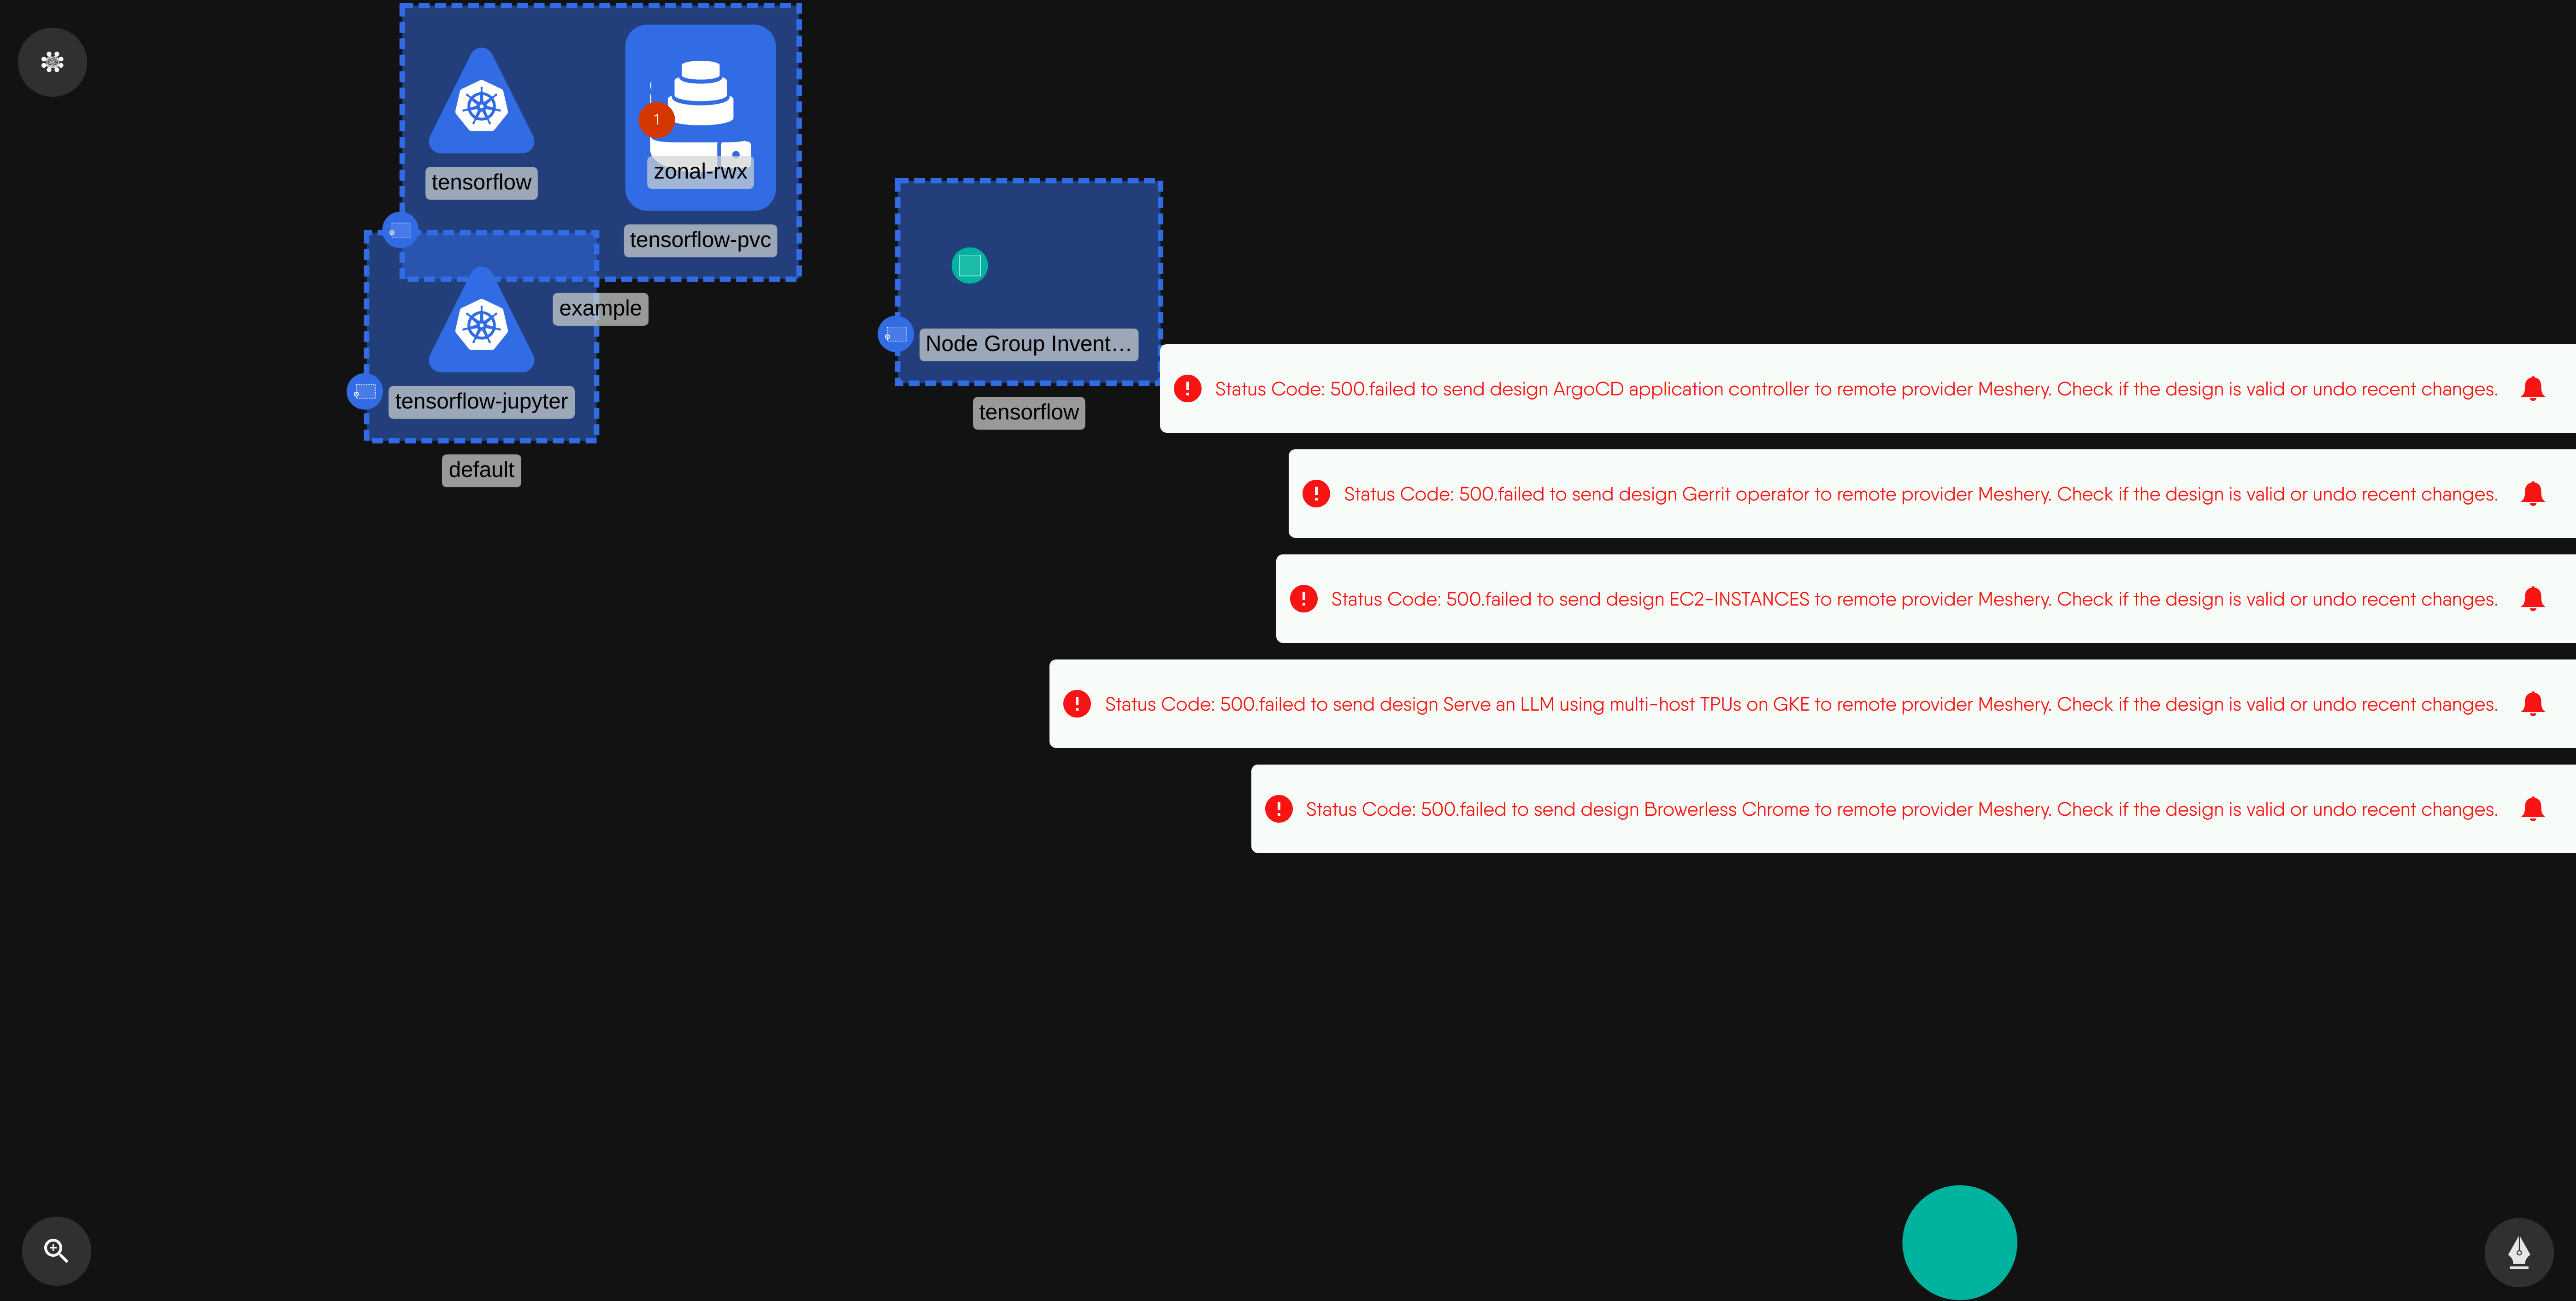 tensorflow
1
zonal-rwx
tensorflow-pvc
example
tensorflow-jupyter
default
Node Group Invent...
tensorflow
Status Code: 500.failed to send design ArgoCD application controller to remote provider Meshery. Check if the design is valid or undo recent changes.
Status Code: 500.failed to send design Gerrit operator to remote provider Meshery. Check if the design is valid or undo recent changes.
Status Code: 500.failed to send design EC2-INSTANCES to remote provider Meshery. Check if the design is valid or undo recent changes.
Status Code: 500.failed to send design Serve an LLM using multi-host TPUs on GKE to remote provider Meshery. Check if the design is valid or undo recent changes.
Status Code: 500.failed to send design Browerless Chrome to remote provider Meshery. Check if the design is valid or undo recent changes.